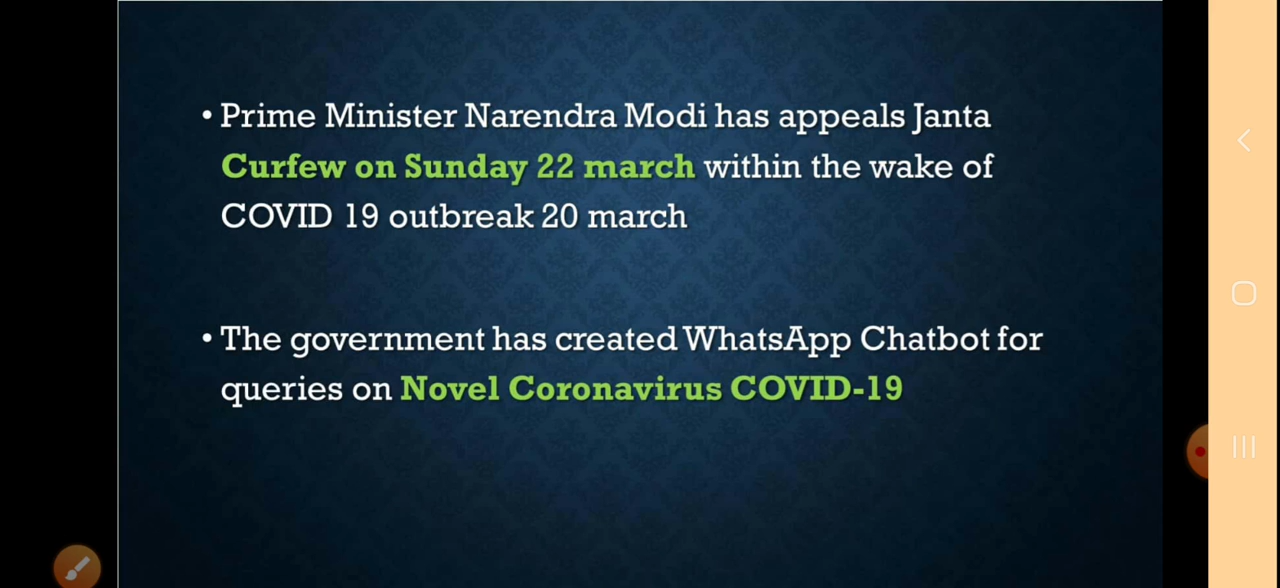 • Prime Minister Narendra Modi has appeals Janta
Curfew on Sunday 22 march within the wake of
COVID 19 outbreak 20 march
• The government has created WhatsApp Chatbot for
queries on Novel Coronavirus COVID-19